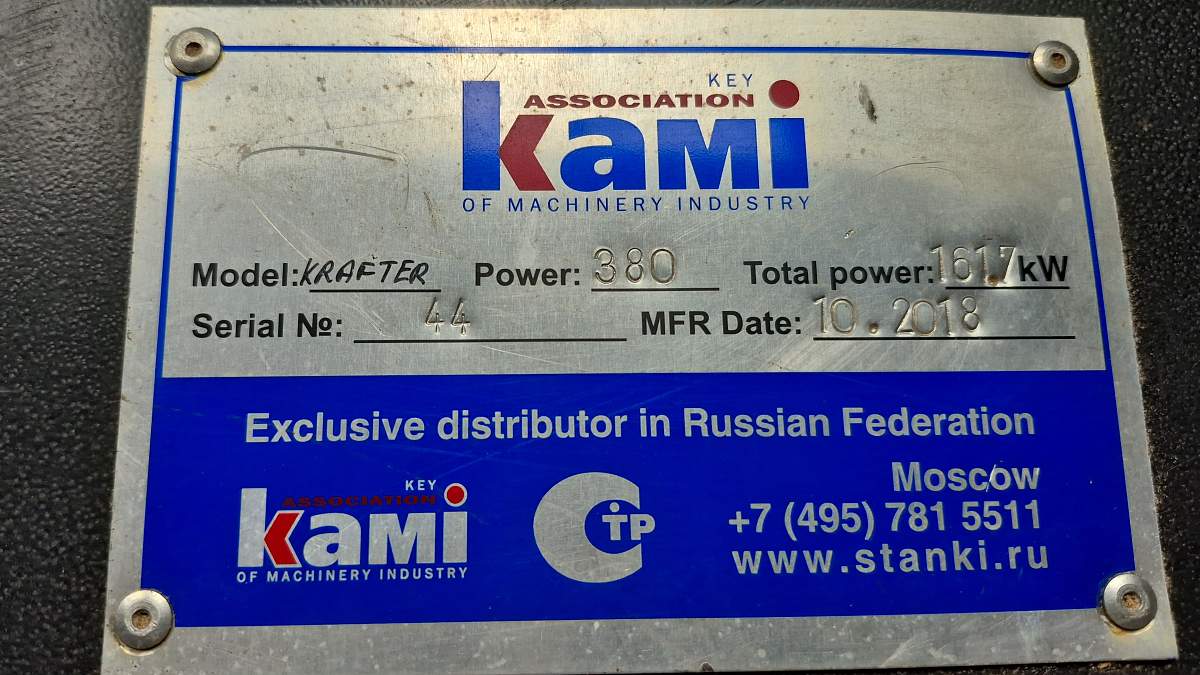 KEY
ASSOCIATION
kaMi
OF MACHINERY INDUSTRY
Model: KRAFTER Power: 380 Total power: 161.7 kW
Serial №: 44 MFR Date: 10.2018
Exclusive distributor in Russian Federation
KEY
ASSOCIATION
kaMi
OF MACHINERY INDUSTRY
СТР
Moscow
+7 (495) 781 5511
www.stanki.ru